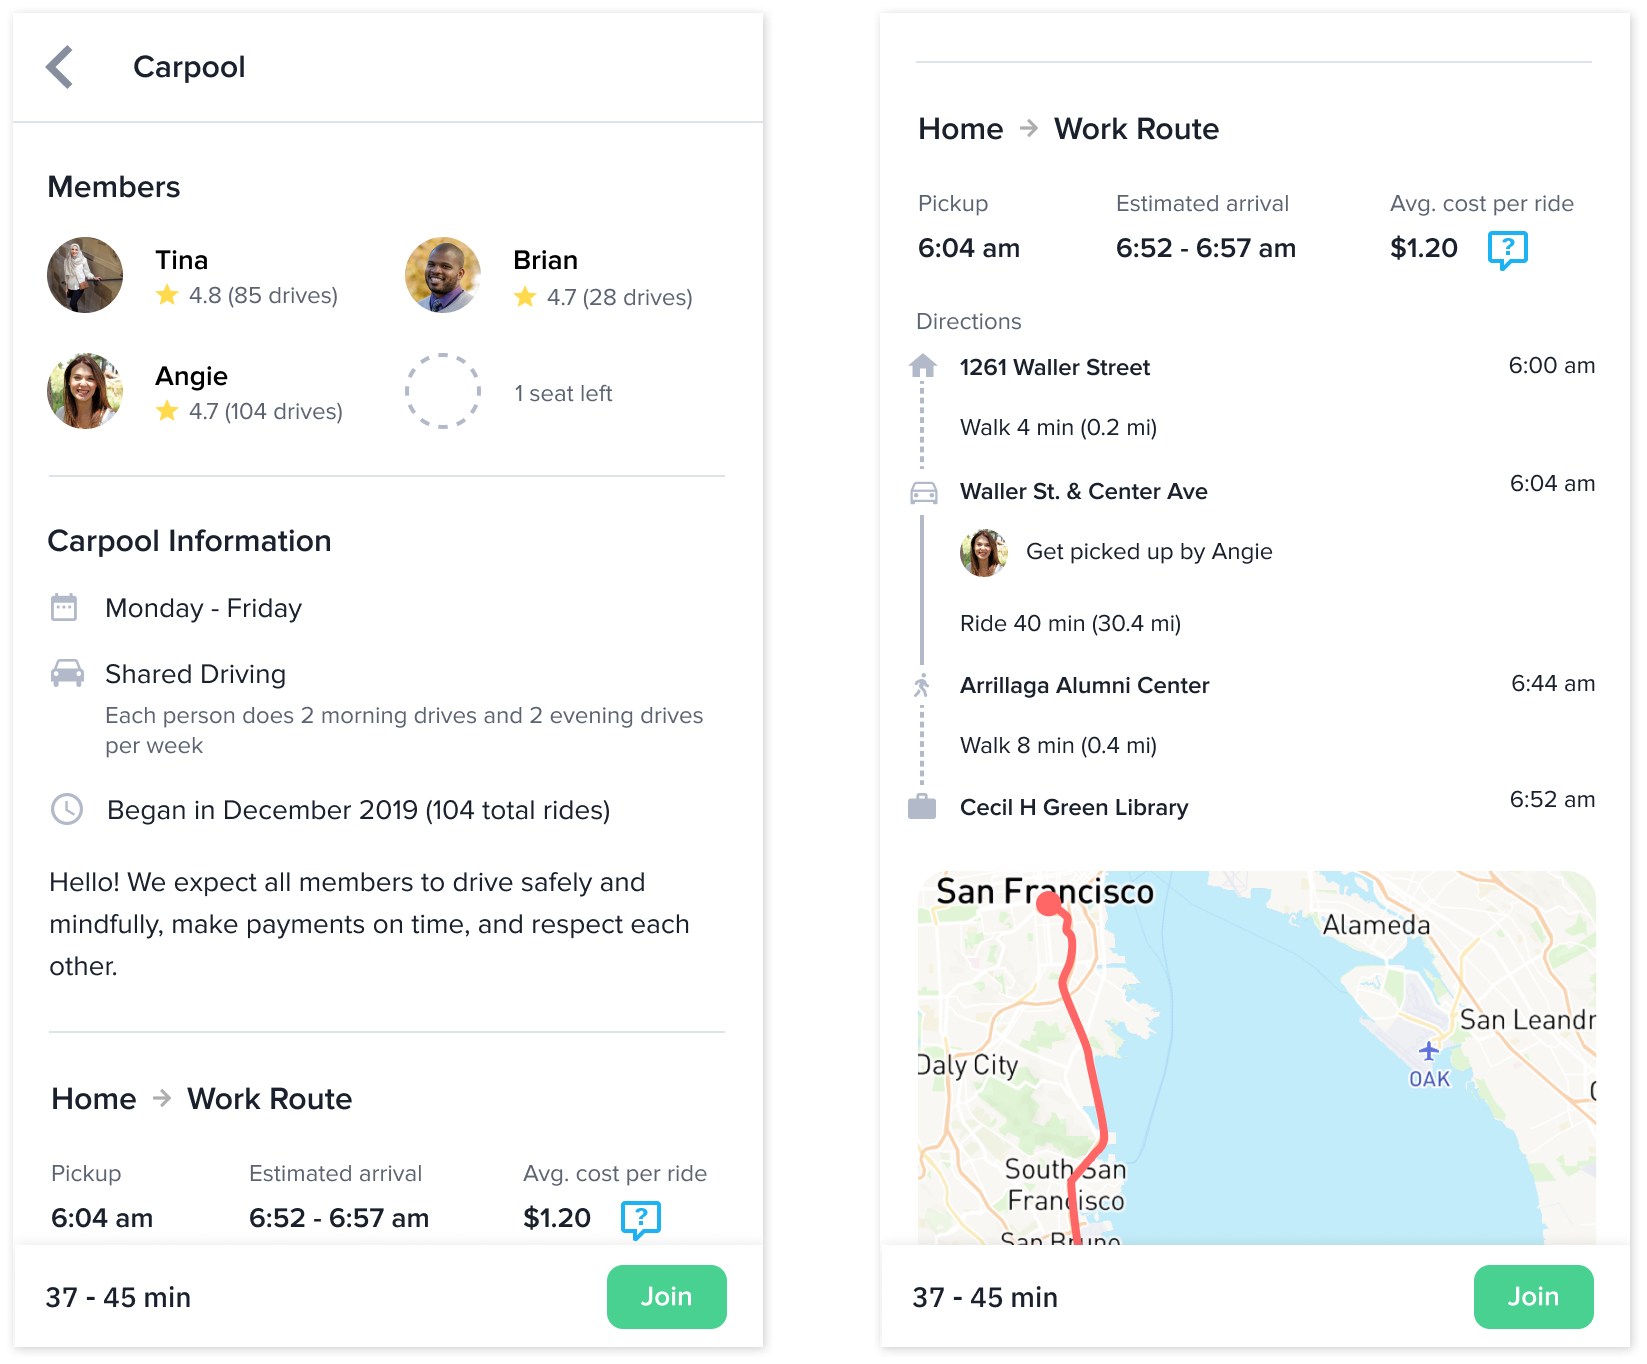 Carpool
Members
Tina
4.8 (85 drives)
Brian
4.7 (28 drives)
Angie
4.7 (104 drives)
1 seat left
Carpool Information
Monday - Friday
Shared Driving
Each person does 2 morning drives and 2 evening drives
per week
Began in December 2019 (104 total rides)
Hello! We expect all members to drive safely and
mindfully, make payments on time, and respect each
other.
Home → Work Route
Pickup
Estimated arrival
Avg. cost per ride
6:04 am
6:52 - 6:57 am
$1.20
?
37 - 45 min
Join
Home → Work Route
Pickup
Estimated arrival
Avg. cost per ride
6:04 am
6:52 - 6:57 am
$1.20
?
Directions
1261 Waller Street
6:00 am
Walk 4 min (0.2 mi)
Waller St. & Center Ave
6:04 am
Get picked up by Angie
Ride 40 min (30.4 mi)
Arrillaga Alumni Center
6:44 am
Walk 8 min (0.4 mi)
Cecil H Green Library
6:52 am
San Francisco
Alameda
San Leandr
Daly City
OAK
South San
Francisco
San Bruno
37 - 45 min
Join